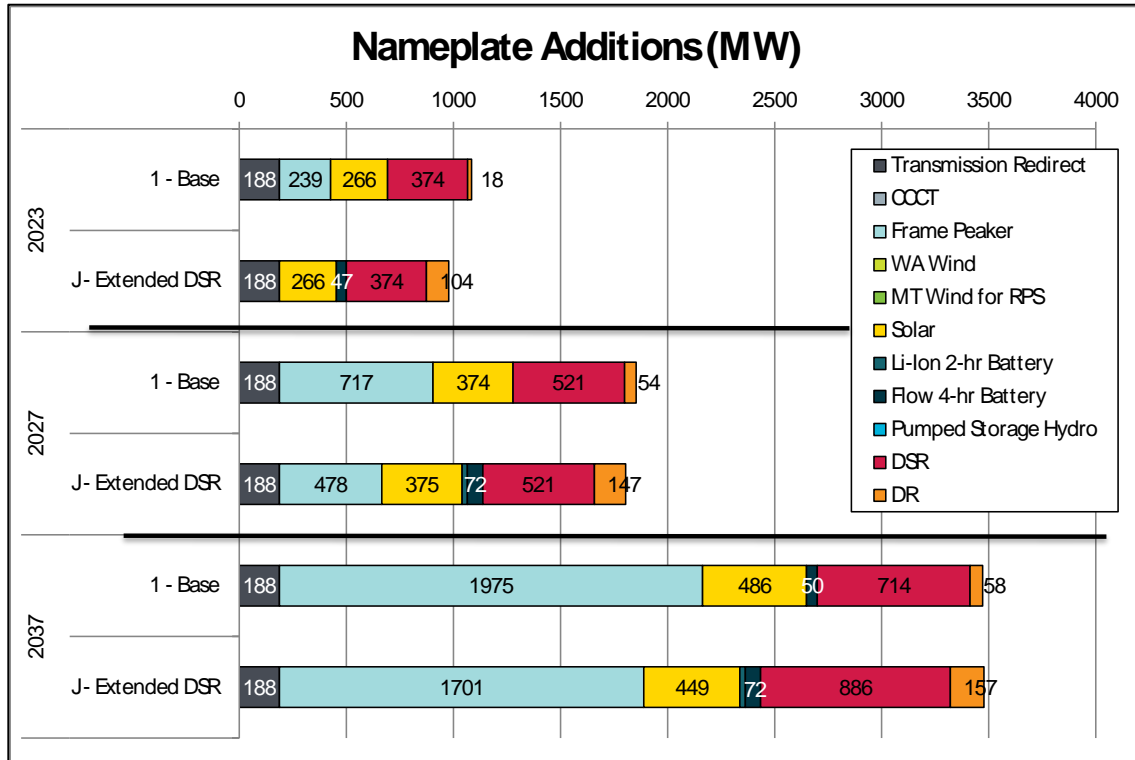 Nameplate Additions (MW)
0 500 1000 1500 2000 2500 3000 3500 4000
2023
1 - Base 188 239 266 374 18
J- Extended DSR 188 266 47 374 104
2027
1 - Base 188 717 374 521 54
J- Extended DSR 188 478 375 72 521 147
2037
1 - Base 188 1975 486 50 714 58
J- Extended DSR 188 1701 449 72 886 157
Transmission Redirect
CCCT
Frame Peaker
WA Wind
MT Wind for RPS
Solar
Li-Ion 2-hr Battery
Flow 4-hr Battery
Pumped Storage Hydro
DSR
DR